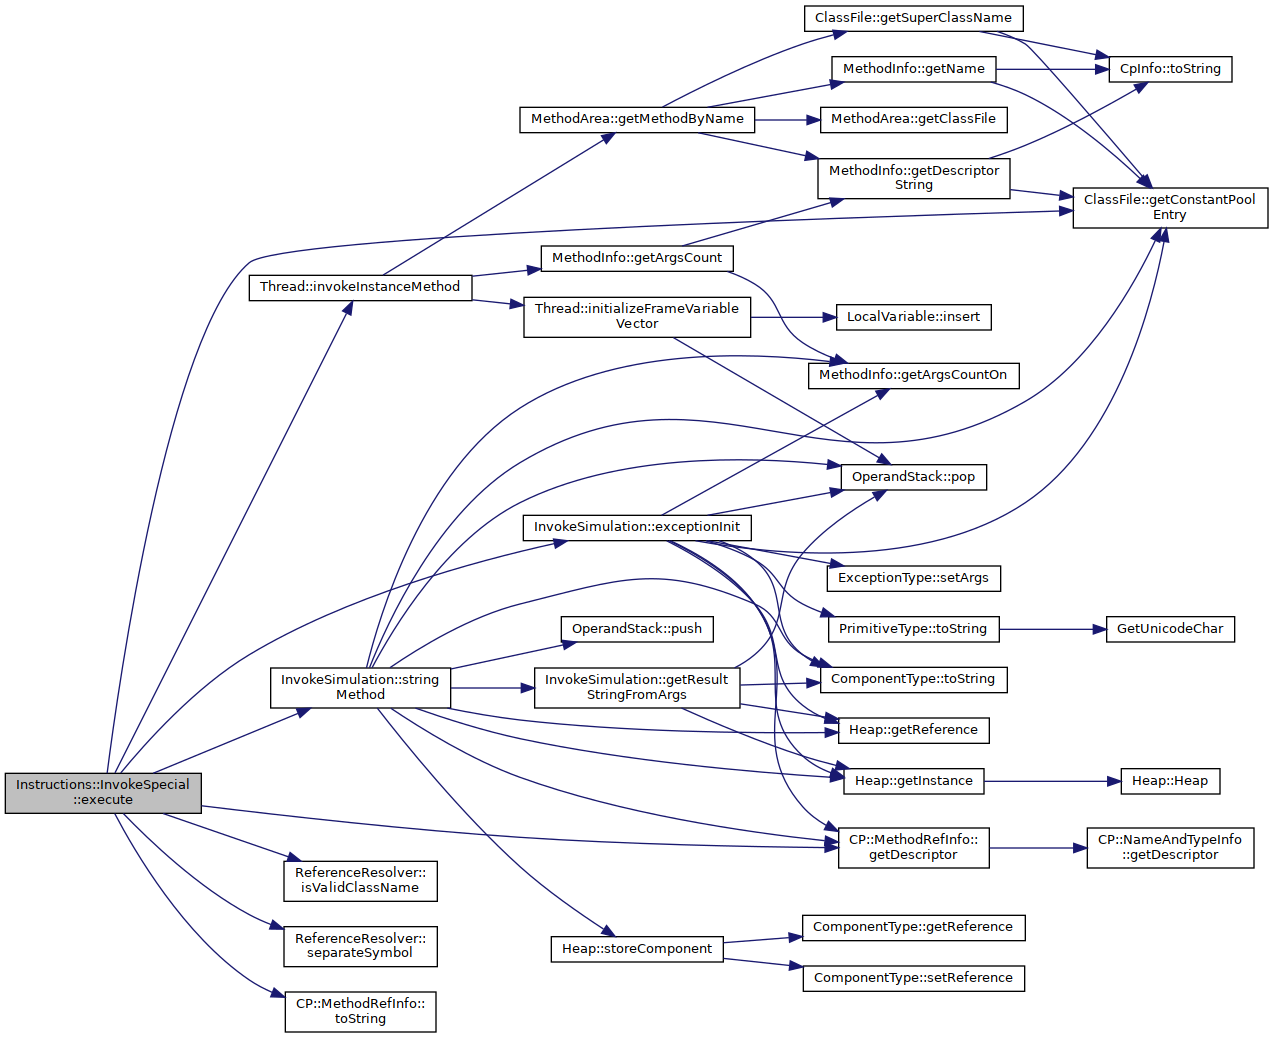 ClassFile::getSuperClassName
MethodInfo::getName
CpInfo::toString
MethodArea::getMethodByName
MethodArea::getClassFile
MethodInfo::getDescriptor
String
ClassFile::getConstantPool
Entry
MethodInfo::getArgsCount
Thread::invokeInstanceMethod
Thread::initializeFrameVariable
Vector
LocalVariable::insert
MethodInfo::getArgsCountOn
OperandStack::pop
InvokeSimulation::exceptionInit
ExceptionType::setArgs
OperandStack::push
PrimitiveType::toString
GetUnicodeChar
InvokeSimulation::string
Method
InvokeSimulation::getResult
StringFromArgs
ComponentType::toString
Heap::getReference
Instructions::InvokeSpecial
::execute
Heap::getInstance
Heap::Heap
CP::MethodRefInfo::
getDescriptor
CP::NameAndTypeInfo
::getDescriptor
ReferenceResolver::
isValidClassName
ReferenceResolver::
separateSymbol
Heap::storeComponent
ComponentType::getReference
ComponentType::setReference
CP::MethodRefInfo::
toString